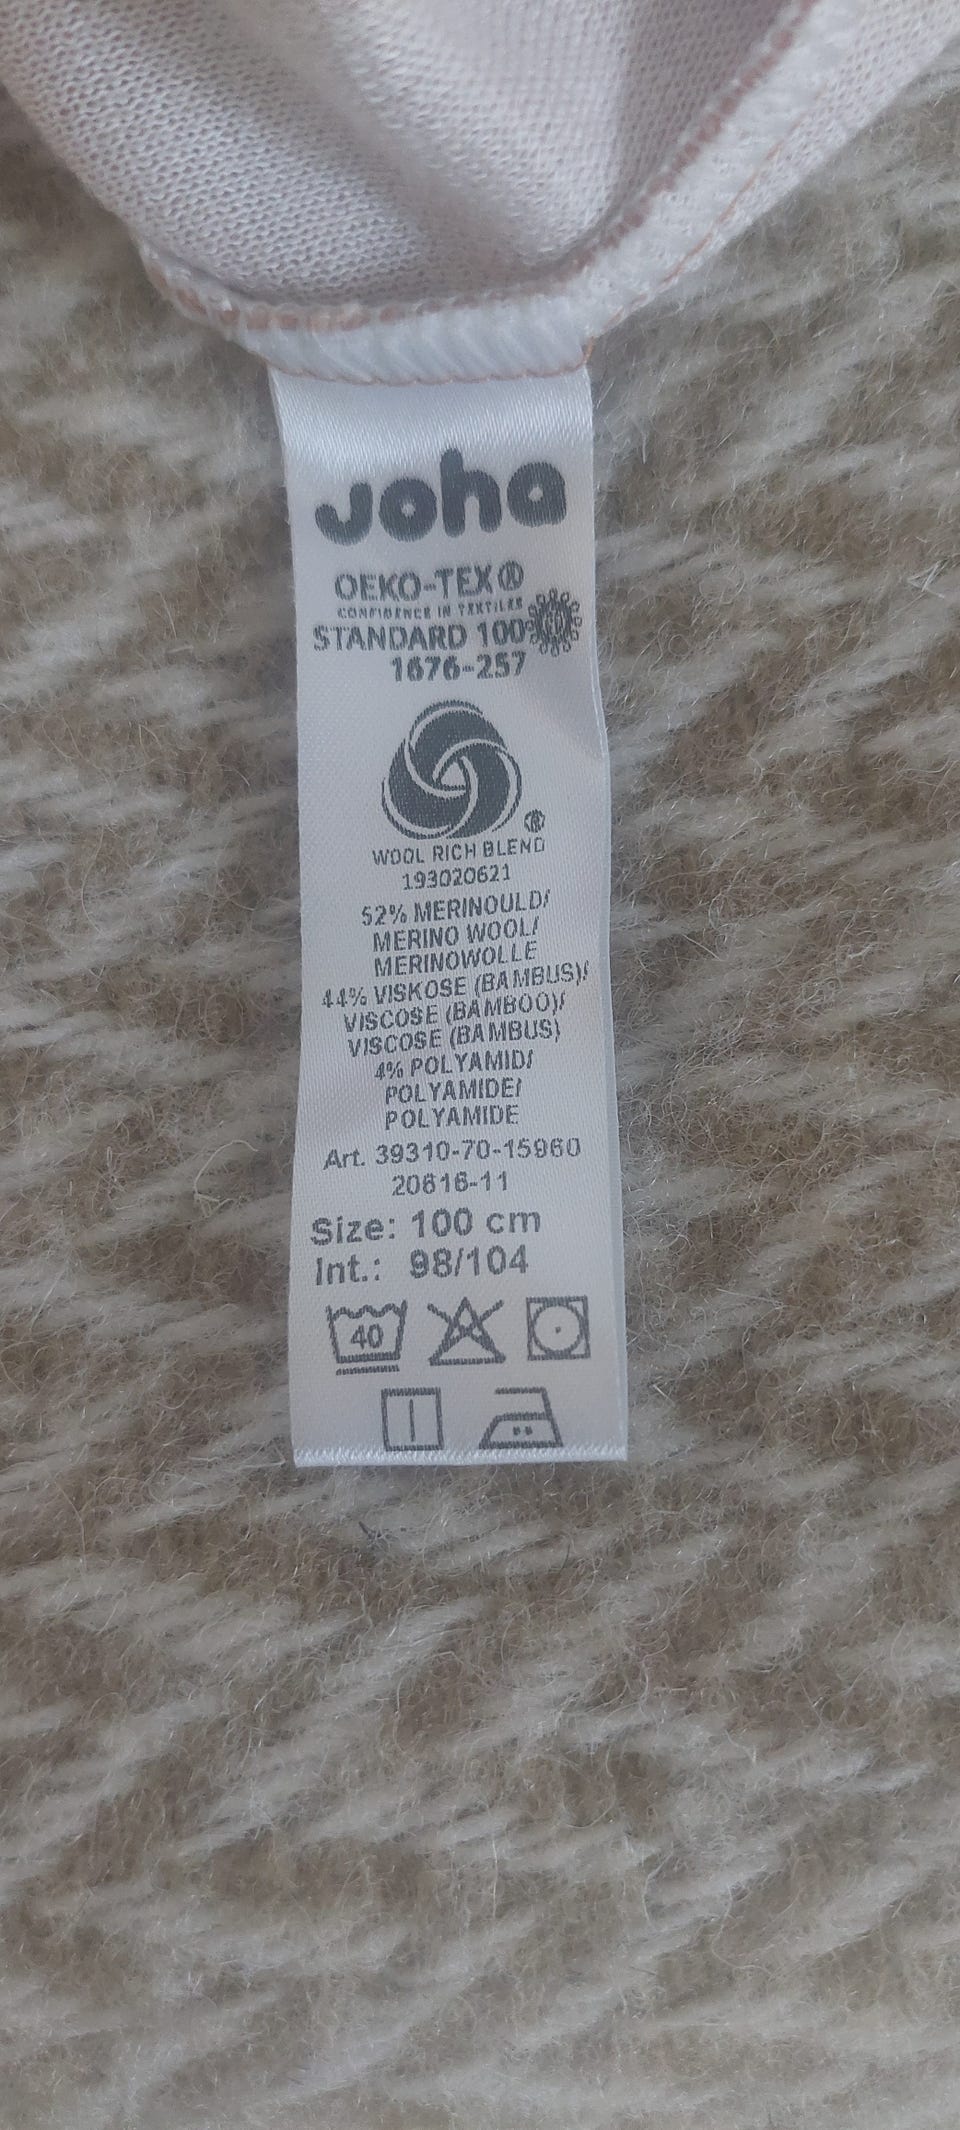 Joha
OEKO-TEX®
CONFIDENCE IN TEXTILES
STANDARD 100
1676-257
®
WOOL RICH BLEND
193020621
52% MERINOULD/
MERINO WOOL/
MERINOWOLLE
44% VISKOSE (BAMBUS)/
VISCOSE (BAMBOO)/
VISCOSE (BAMBUS)
4% POLYAMID/
POLYAMIDE/
POLYAMIDE
Art. 39310-70-15960
20616-11
Size: 100 cm
Int.: 98/104
40